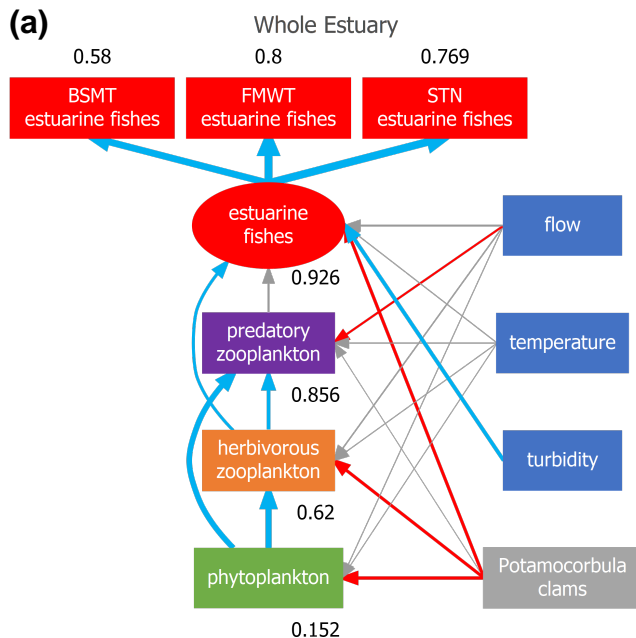 (a)
Whole Estuary
0.58
0.8
0.769
BSMT
estuarine fishes
FMWT
estuarine fishes
STN
estuarine fishes
estuarine
fishes
flow
0.926
predatory
zooplankton
temperature
0.856
herbivorous
zooplankton
turbidity
0.62
phytoplankton
Potamocorbula
clams
0.152